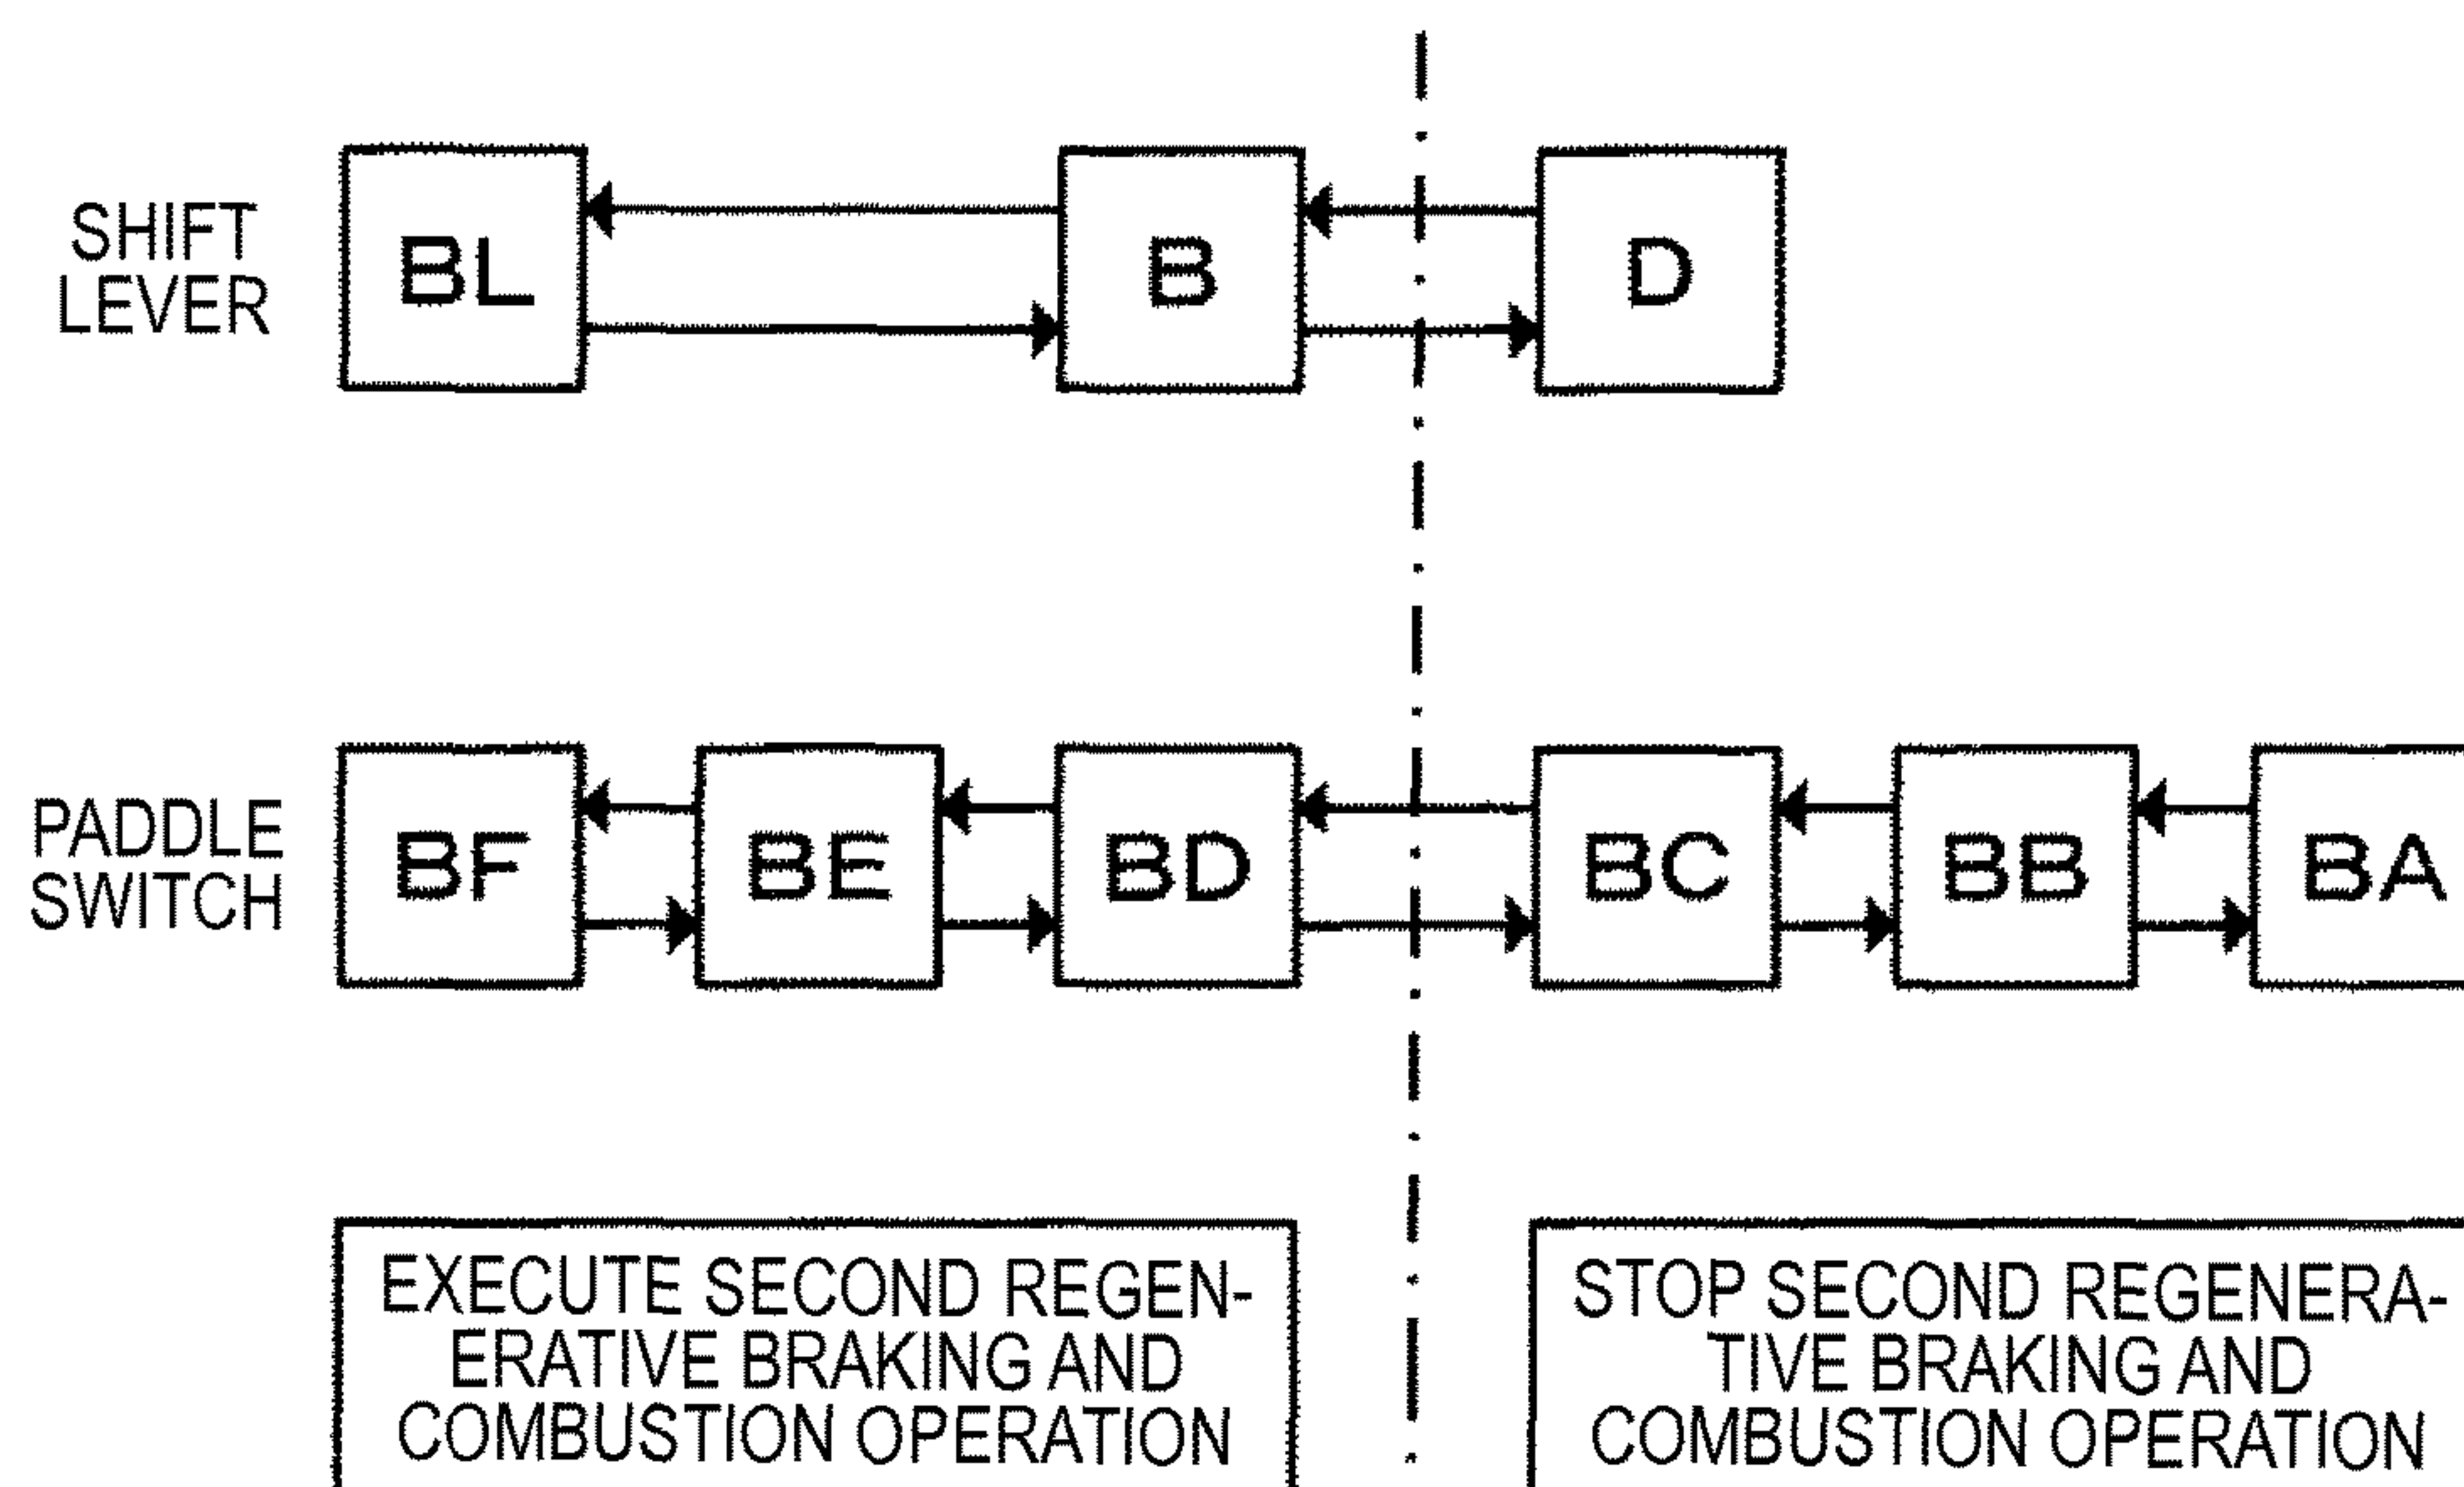 SHIFT
LEVER
BL
B
D
PADDLE
SWITCH
BF
BE
BD
BC
BB
BA
EXECUTE SECOND REGEN-
ERATIVE BRAKING AND
COMBUSTION OPERATION
STOP SECOND REGENERA-
TIVE BRAKING AND
COMBUSTION OPERATION